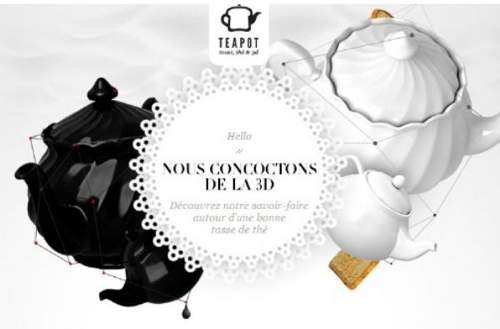 TEAPOT
Hello
NOUS CONCOCTONS
DE LA 3D
Découvrez notre savoir-faire
autour d'une bonne
tasse de thé